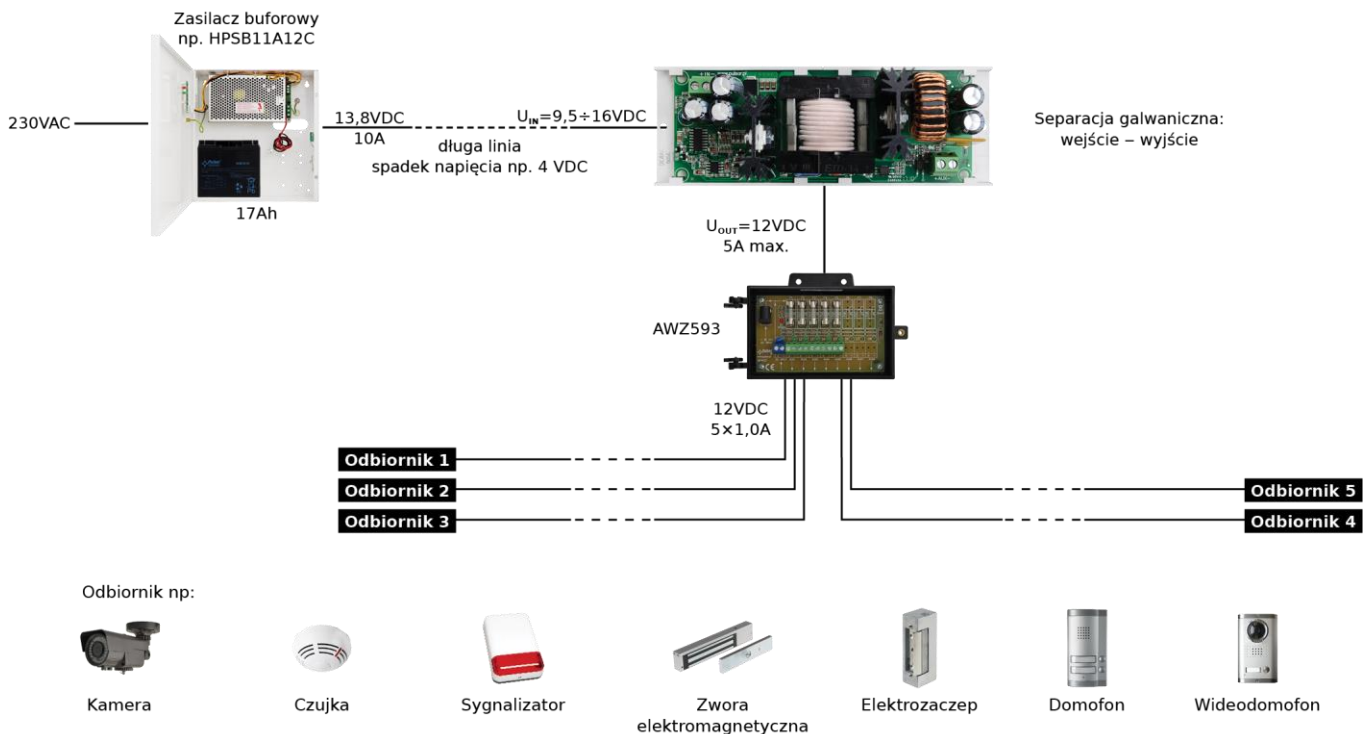 Zasilacz buforowy
np. HPSB11A12C
230VAC
13,8VDC
10A
U_IN=9,5÷16VDC
długa linia
spadek napięcia np. 4 VDC
17Ah
Separacja galwaniczna:
wejście – wyjście
U_OUT=12VDC
5A max.
AWZ593
12VDC
5×1,0A
Odbiornik 1
Odbiornik 2
Odbiornik 3
Odbiornik 5
Odbiornik 4
Odbiornik np:
Kamera
Czujka
Sygnalizator
Zwora
elektromagnetyczna
Elektrozaczep
Domofon
Wideodomofon